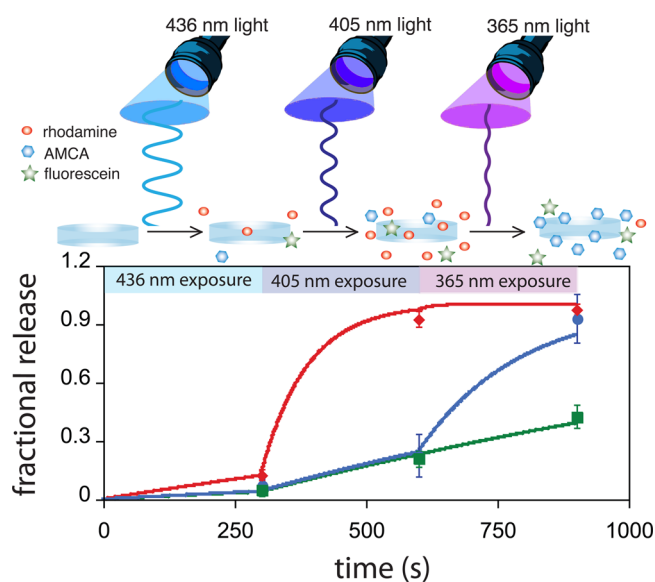 436 nm light
405 nm light
365 nm light
rhodamine
AMCA
fluorescein
1.2
436 nm exposure
405 nm exposure
365 nm exposure
0.9
0.6
0.3
0
fractional release
0
250
500
750
1000
time (s)